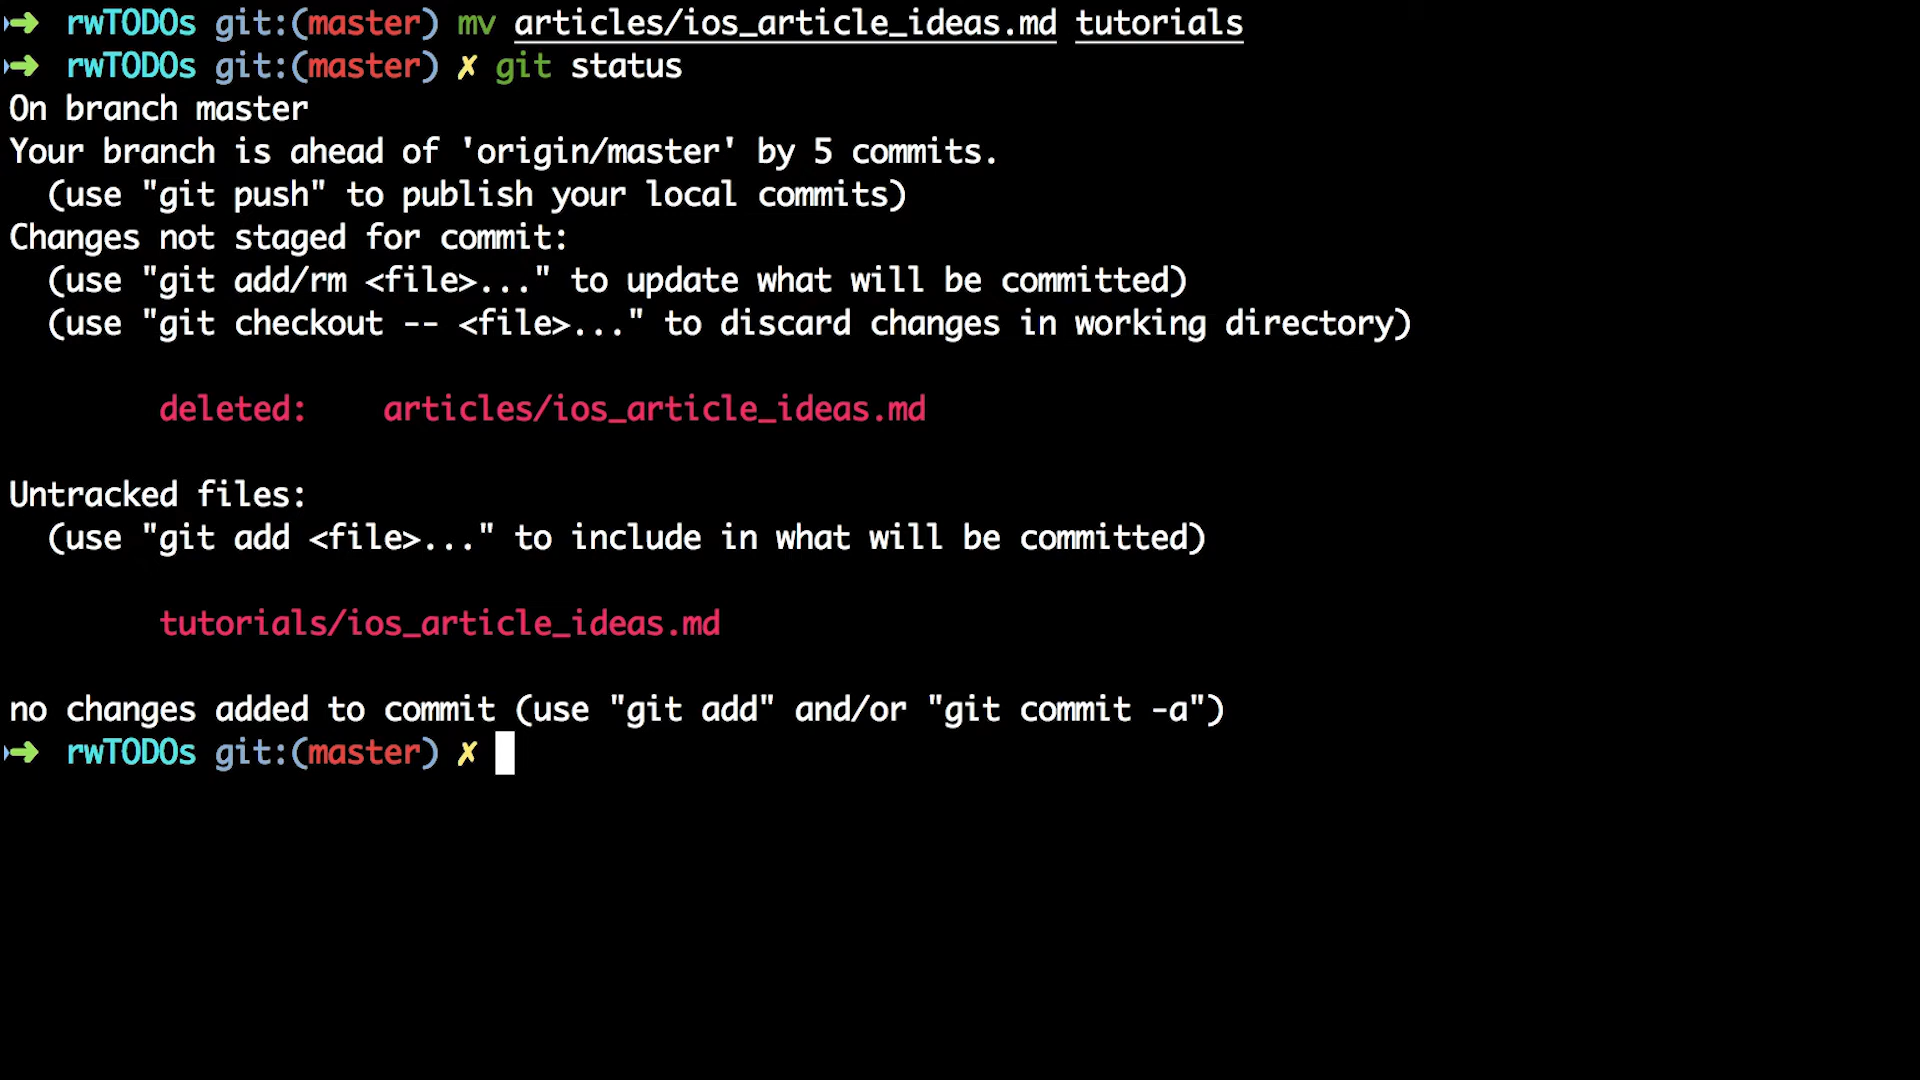 ➜ rwTODOs git:(master) mv articles/ios_article_ideas.md tutorials
➜ rwTODOs git:(master) ✗ git status
On branch master
Your branch is ahead of 'origin/master' by 5 commits.
  (use "git push" to publish your local commits)
Changes not staged for commit:
  (use "git add/rm <file>..." to update what will be committed)
  (use "git checkout -- <file>..." to discard changes in working directory)
        deleted:    articles/ios_article_ideas.md
Untracked files:
  (use "git add <file>..." to include in what will be committed)
        tutorials/ios_article_ideas.md
no changes added to commit (use "git add" and/or "git commit -a")
➜ rwTODOs git:(master) ✗